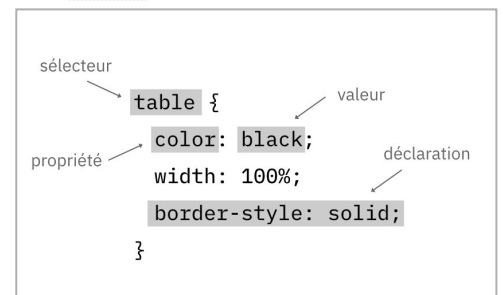 sélecteur
table {
valeur
color: black;
propriété
déclaration
width: 100%;
border-style: solid;
}